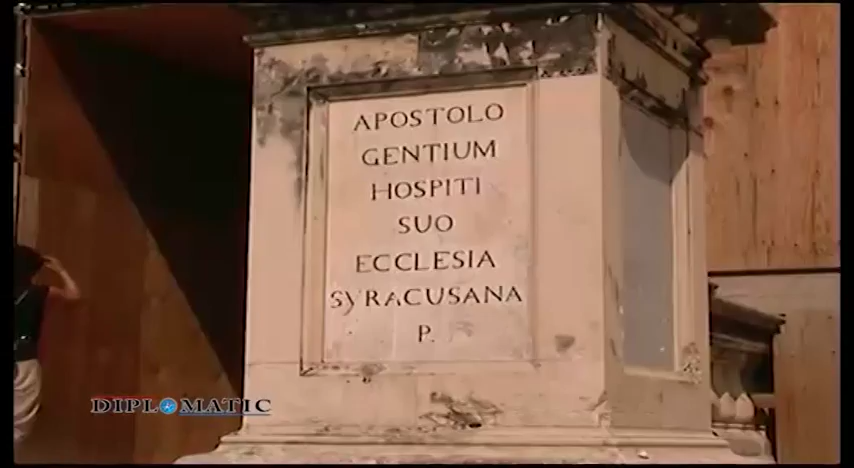 APOSTOLO
GENTIUM
HOSPITI
SUO
ECCLESIA
SYRACUSANA
P.
DIPLOMATIC